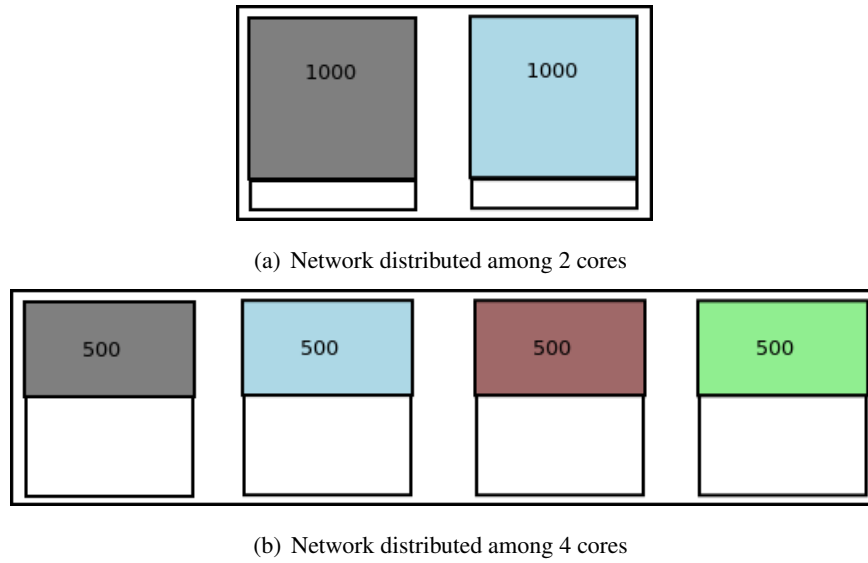 1000 1000
(a) Network distributed among 2 cores
500 500 500 500
(b) Network distributed among 4 cores